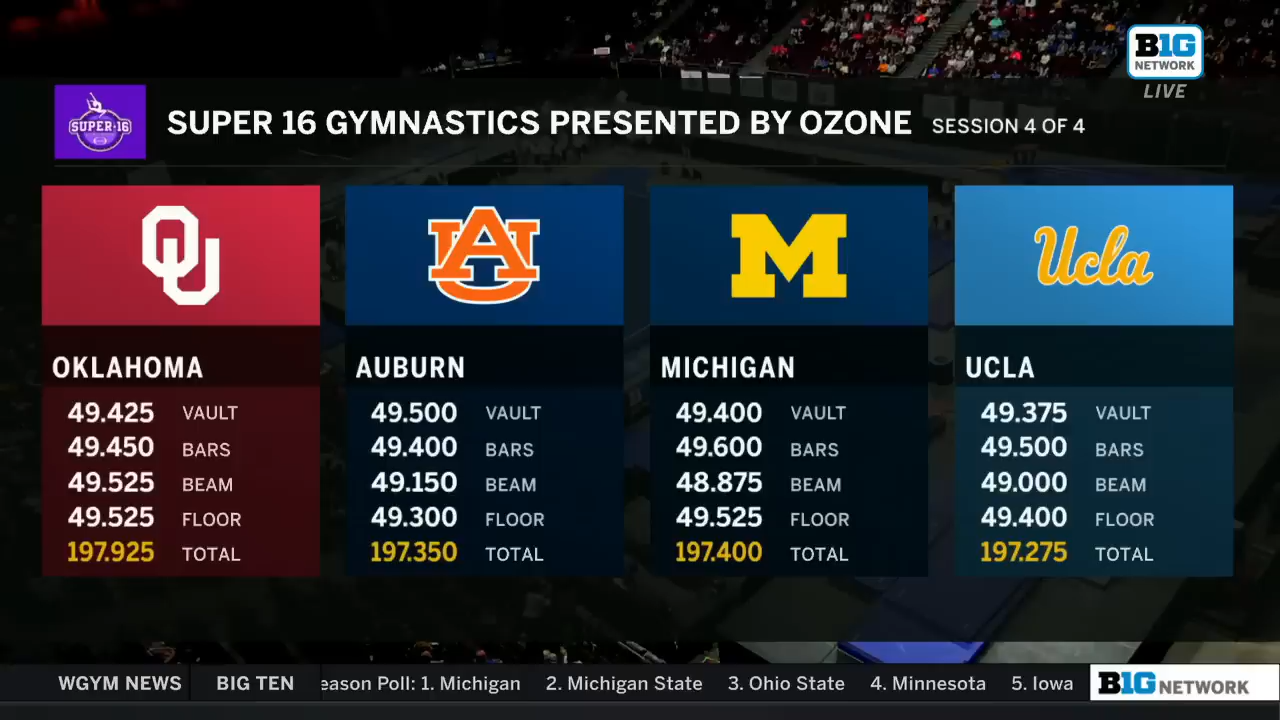 B1G
NETWORK
LIVE
SUPER-16
SUPER 16 GYMNASTICS PRESENTED BY OZONE SESSION 4 OF 4
OU
AU
M
Ucla
OKLAHOMA
49.425 VAULT
49.450 BARS
49.525 BEAM
49.525 FLOOR
197.925 TOTAL
AUBURN
49.500 VAULT
49.400 BARS
49.150 BEAM
49.300 FLOOR
197.350 TOTAL
MICHIGAN
49.400 VAULT
49.600 BARS
48.875 BEAM
49.525 FLOOR
197.400 TOTAL
UCLA
49.375 VAULT
49.500 BARS
49.000 BEAM
49.400 FLOOR
197.275 TOTAL
WGYM NEWS BIG TEN eason Poll: 1. Michigan 2. Michigan State 3. Ohio State 4. Minnesota 5. Iowa B1G NETWORK